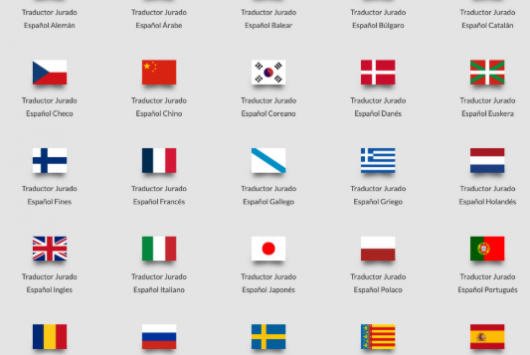 Traductor Jurado
Español Alemán
Traductor Jurado
Español Árabe
Traductor Jurado
Español Balear
Traductor Jurado
Español Búlgaro
Traductor Jurado
Español Catalán
Traductor Jurado
Español Checo
Traductor Jurado
Español Chino
Traductor Jurado
Español Coreano
Traductor Jurado
Español Danés
Traductor Jurado
Español Euskera
Traductor Jurado
Español Fines
Traductor Jurado
Español Francés
Traductor Jurado
Español Gallego
Traductor Jurado
Español Griego
Traductor Jurado
Español Holandés
Traductor Jurado
Español Ingles
Traductor Jurado
Español Italiano
Traductor Jurado
Español Japonés
Traductor Jurado
Español Polaco
Traductor Jurado
Español Portugués